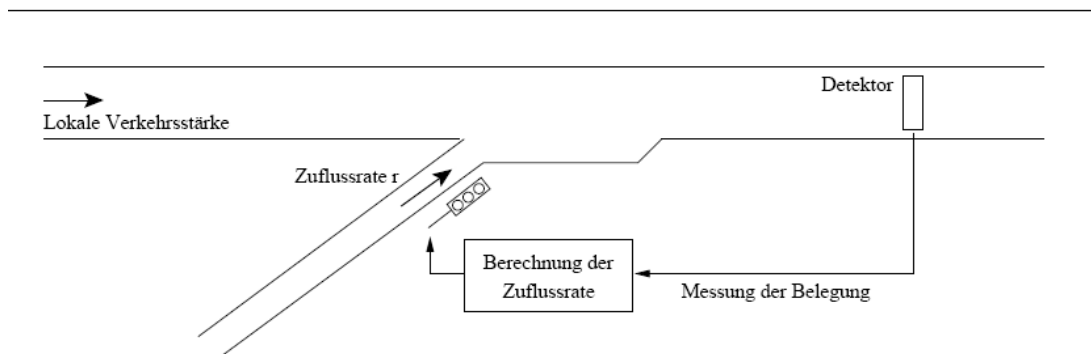 Detektor
Lokale Verkehrsstärke
Zuflussrate r
Berechnung der
Zuflussrate
Messung der Belegung